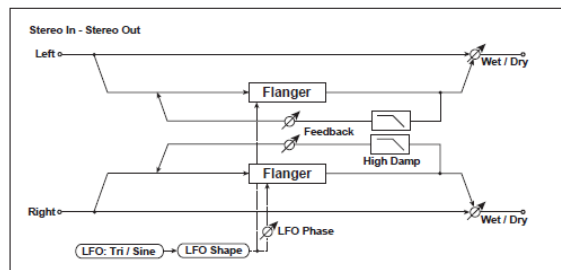 Stereo In - Stereo Out
Left
Wet / Dry
Flanger
Feedback
High Damp
Flanger
Right
LFO Phase
Wet / Dry
LFO: Tri / Sine
LFO Shape